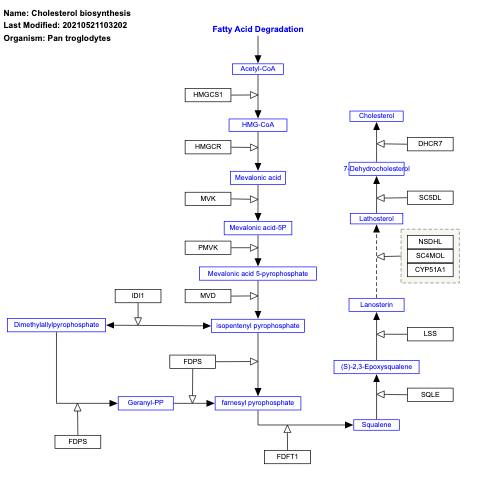 Name: Cholesterol biosynthesis
Last Modified: 20210521103202
Organism: Pan troglodytes
Fatty Acid Degradation
Acetyl-CoA
HMGCS1
HMG-CoA
HMGCR
Mevalonic acid
MVK
Mevalonic acid-5P
PMVK
Mevalonic acid 5-pyrophosphate
MVD
IDI1
Dimethylallylpyrophosphate
isopentenyl pyrophosphate
FDPS
Geranyl-PP
farnesyl pyrophosphate
FDPS
FDFT1
Squalene
SQLE
(S)-2,3-Epoxysqualene
LSS
Lanosterin
NSDHL
SC4MOL
CYP51A1
Lathosterol
SC5DL
7-Dehydrocholesterol
DHCR7
Cholesterol